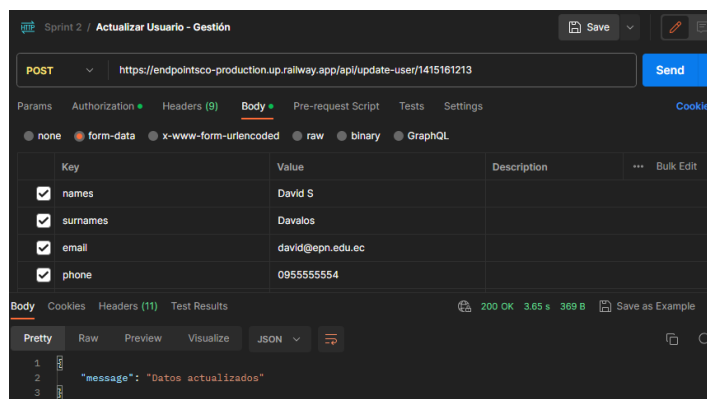 HTTP Sprint 2 / Actualizar Usuario - Gestión Save
POST https://endpointsco-production.up.railway.app/api/update-user/1415161213 Send
Params Authorization Headers (9) Body Pre-request Script Tests Settings Cookie
none form-data x-www-form-urlencoded raw binary GraphQL
Key Value Description ... Bulk Edit
names David S
surnames Davalos
email david@epn.edu.ec
phone 0955555554
Body Cookies Headers (11) Test Results 200 OK 3.65 s 369 B Save as Example
Pretty Raw Preview Visualize JSON
1 {
2 "message": "Datos actualizados"
3 }